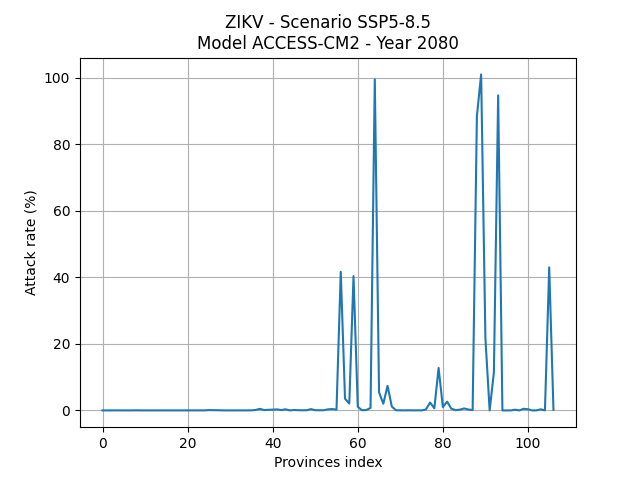 ZIKV - Scenario SSP5-8.5
Model ACCESS-CM2 - Year 2080
100
80
60
40
20
0
Attack rate (%)
0 20 40 60 80 100
Provinces index